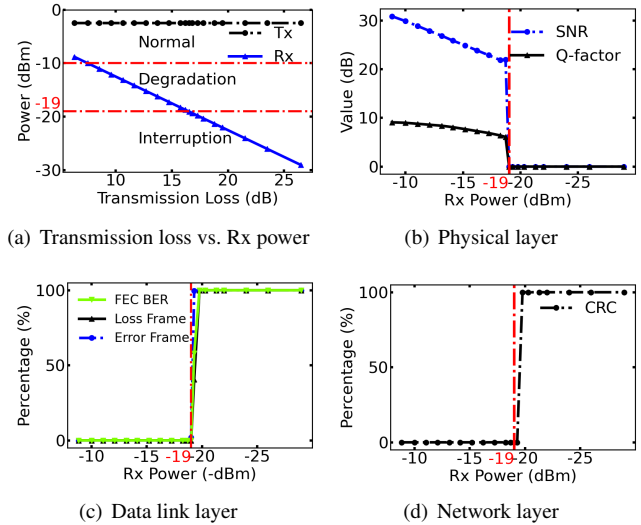 0
Normal
Tx
Rx
-10
Degradation
-19
-20
Interruption
-30
10
15
20
25
Power (dBm)
Transmission Loss (dB)
(a) Transmission loss vs. Rx power
30
20
10
0
SNR
Q-factor
-10
-15
-19
-20
-25
Value (dB)
Rx Power (dBm)
(b) Physical layer
100
50
0
FEC BER
Loss Frame
Error Frame
-10
-15
-19
-20
-25
Percentage (%)
Rx Power (-dBm)
(c) Data link layer
100
50
0
CRC
-10
-15
-19
-20
-25
Percentage (%)
Rx Power (dBm)
(d) Network layer